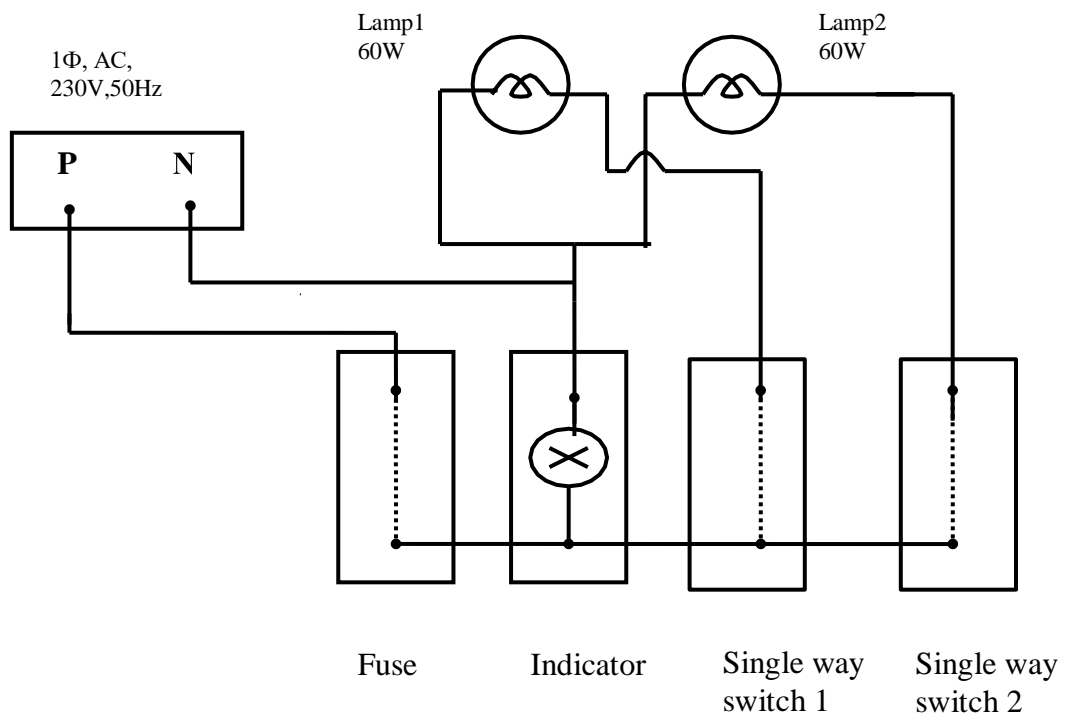 Lamp1
60W
Lamp2
60W
1Φ, AC,
230V,50Hz
P N
Fuse
Indicator
Single way
switch 1
Single way
switch 2